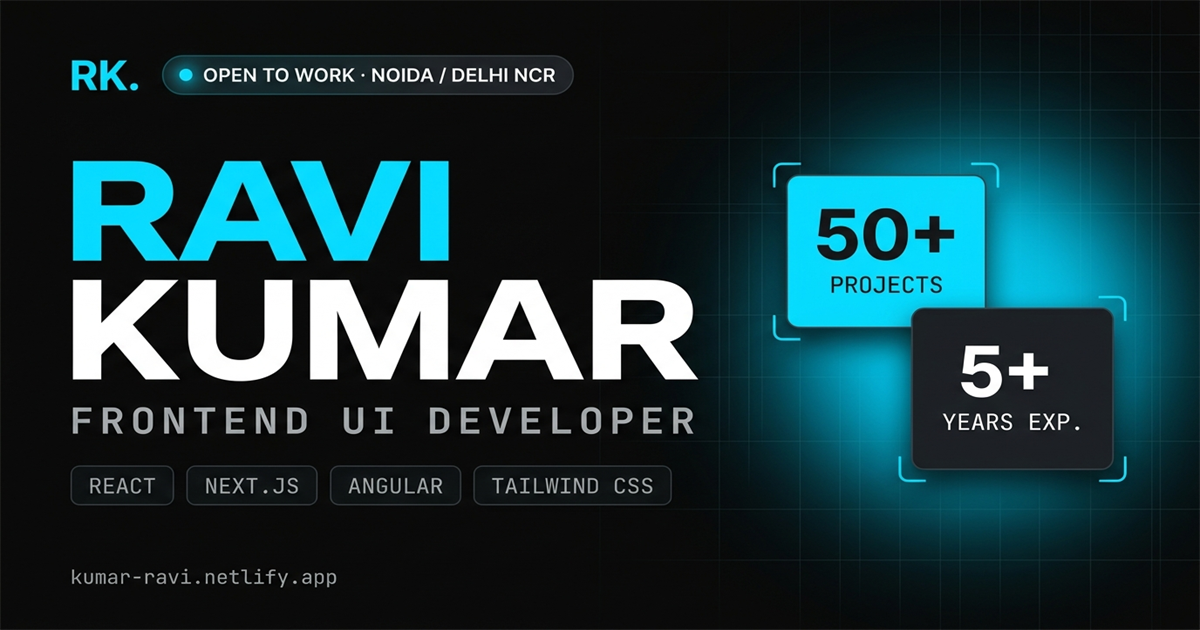 RK.
OPEN TO WORK · NOIDA / DELHI NCR
RAVI
KUMAR
FRONTEND UI DEVELOPER
REACT NEXT.JS ANGULAR TAILWIND CSS
kumar-ravi.netlify.app
50+
PROJECTS
5+
YEARS EXP.